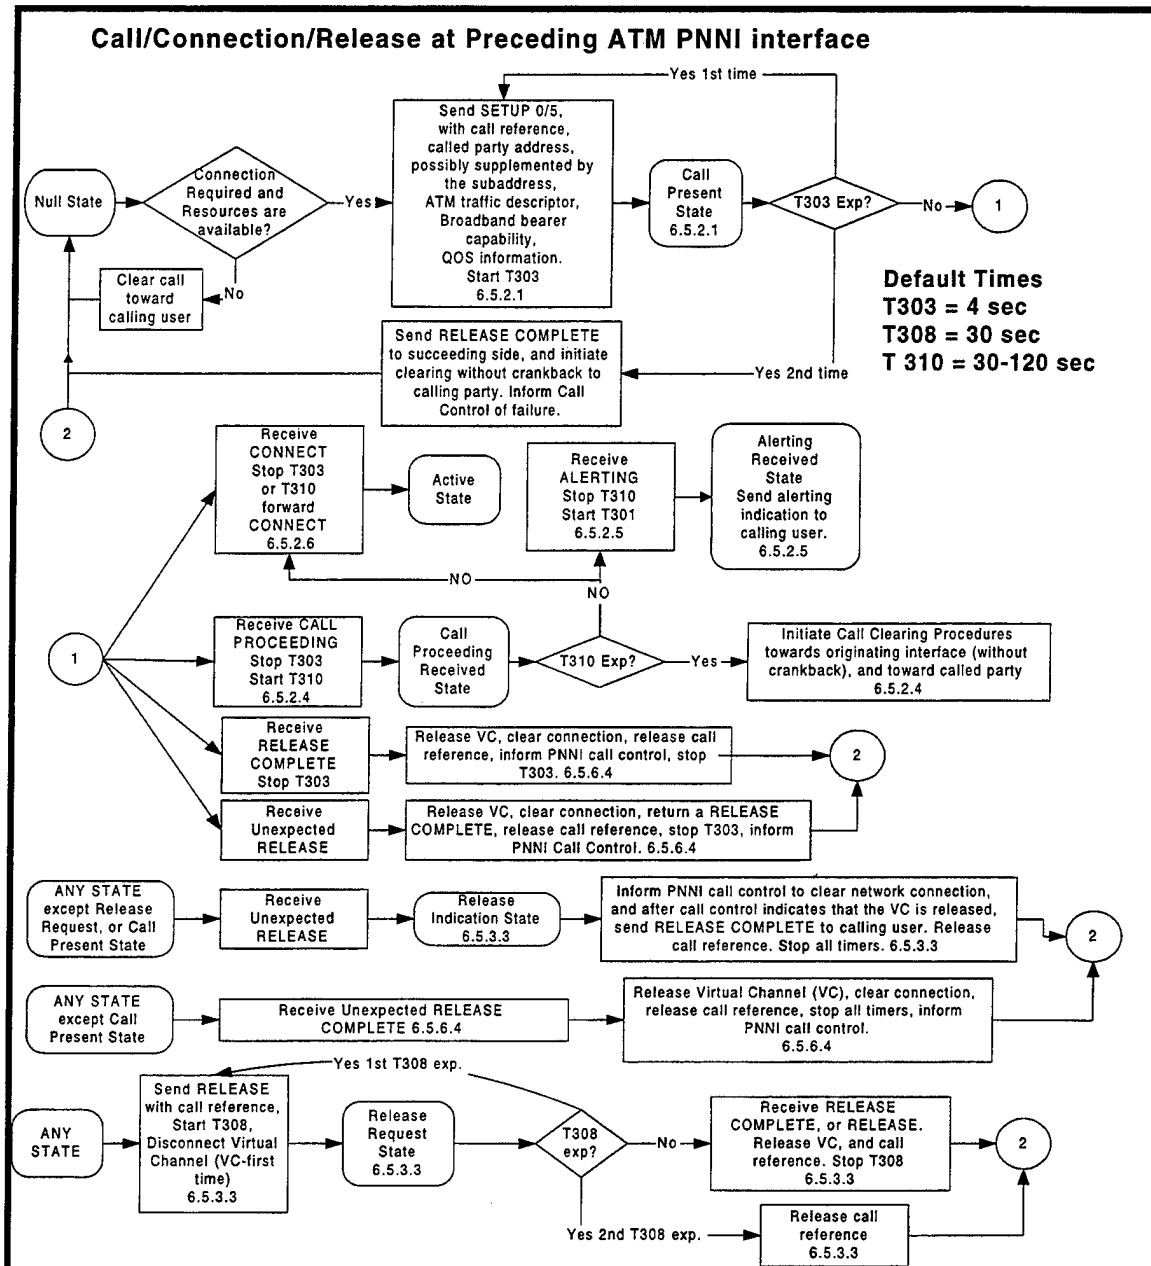 Call/Connection/Release at Preceding ATM PNNI interface
Yes 1st time
Null State
Connection
Required and
Resources are
available?
Yes
No
Clear call
toward
calling user
Send SETUP 0/5,
with call reference,
called party address,
possibly supplemented by
the subaddress,
ATM traffic descriptor,
Broadband bearer
capability,
QOS information.
Start T303
6.5.2.1
Call
Present
State
6.5.2.1
T303 Exp?
No
1
Default Times
T303 = 4 sec
T308 = 30 sec
T 310 = 30-120 sec
Yes 2nd time
Send RELEASE COMPLETE
to succeeding side, and initiate
clearing without crankback to
calling party. Inform Call
Control of failure.
2
Receive
CONNECT
Stop T303
or T310
forward
CONNECT
6.5.2.6
Active
State
Receive
ALERTING
Stop T310
Start T301
6.5.2.5
Alerting
Received
State
Send alerting
indication to
calling user.
6.5.2.5
NO
NO
1
Receive CALL
PROCEEDING
Stop T303
Start T310
6.5.2.4
Call
Proceeding
Received
State
T310 Exp?
Yes
Initiate Call Clearing Procedures
towards originating interface (without
crankback), and toward called party
6.5.2.4
Receive
RELEASE
COMPLETE
Stop T303
Release VC, clear connection, release call
reference, inform PNNI call control, stop
T303. 6.5.6.4
2
Receive
Unexpected
RELEASE
Release VC, clear connection, return a RELEASE
COMPLETE, release call reference, stop T303, inform
PNNI Call Control. 6.5.6.4
ANY STATE
except Release
Request, or Call
Present State
Receive
Unexpected
RELEASE
Release
Indication State
6.5.3.3
Inform PNNI call control to clear network connection,
and after call control indicates that the VC is released,
send RELEASE COMPLETE to calling user. Release
call reference. Stop all timers. 6.5.3.3
2
ANY STATE
except Call
Present State
Receive Unexpected RELEASE
COMPLETE 6.5.6.4
Release Virtual Channel (VC), clear connection,
release call reference, stop all timers, inform
PNNI call control.
6.5.6.4
Yes 1st T308 exp.
ANY
STATE
Send RELEASE
with call reference,
Start T308,
Disconnect Virtual
Channel (VC-first
time)
6.5.3.3
Release
Request
State
6.5.3.3
T308
exp?
No
Receive RELEASE
COMPLETE, or RELEASE.
Release VC, and call
reference. Stop T308
6.5.3.3
2
Yes 2nd T308 exp.
Release call
reference
6.5.3.3